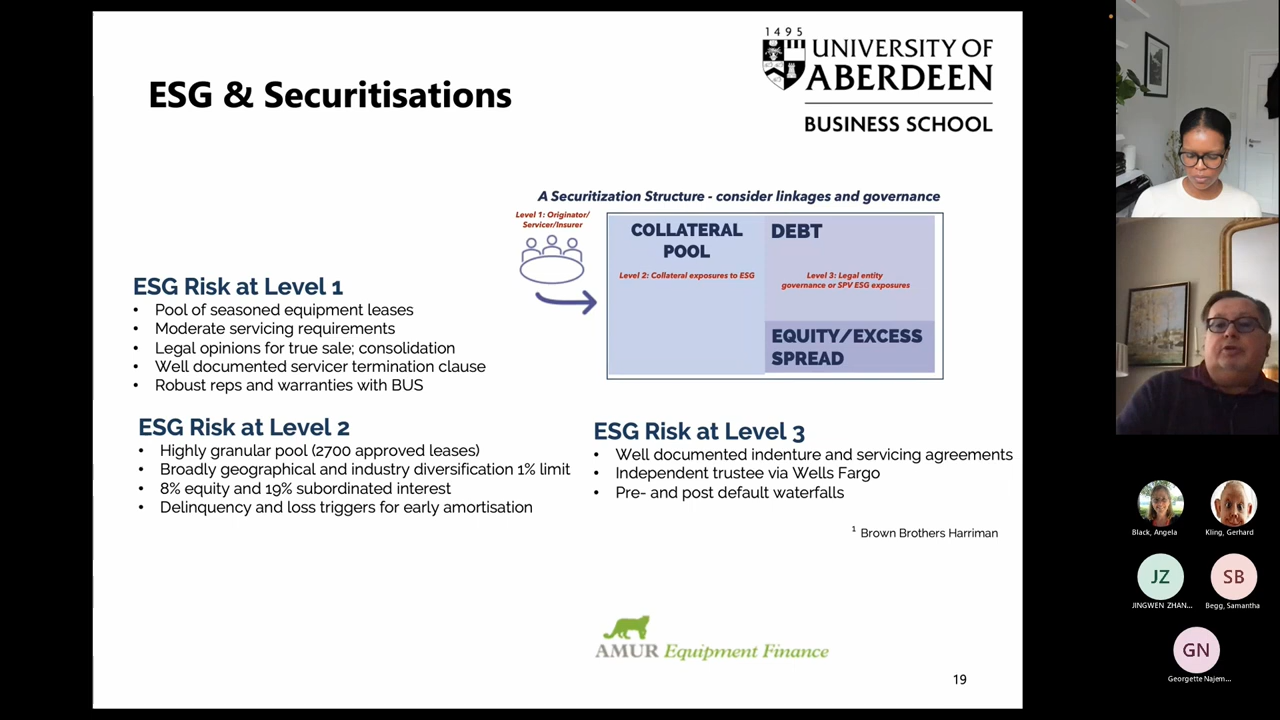 1495
UNIVERSITY OF
ABERDEEN
BUSINESS SCHOOL
ESG & Securitisations
A Securitization Structure - consider linkages and governance
Level 1: Originator/
Servicer/Insurer
COLLATERAL
POOL
Level 2: Collateral exposures to ESG
DEBT
Level 3: Legal entity
governance or SPV ESG exposures
EQUITY/EXCESS
SPREAD
ESG Risk at Level 1
• Pool of seasoned equipment leases
• Moderate servicing requirements
• Legal opinions for true sale; consolidation
• Well documented servicer termination clause
• Robust reps and warranties with BUS
ESG Risk at Level 2
• Highly granular pool (2700 approved leases)
• Broadly geographical and industry diversification 1% limit
• 8% equity and 19% subordinated interest
• Delinquency and loss triggers for early amortisation
ESG Risk at Level 3
• Well documented indenture and servicing agreements
• Independent trustee via Wells Fargo
• Pre- and post default waterfalls
1 Brown Brothers Harriman
AMUR Equipment Finance
19
Black, Angela
Kling, Gerhard
JZ
JINGWEN ZHAN...
SB
Begg, Samantha
GN
Georgette Najem...